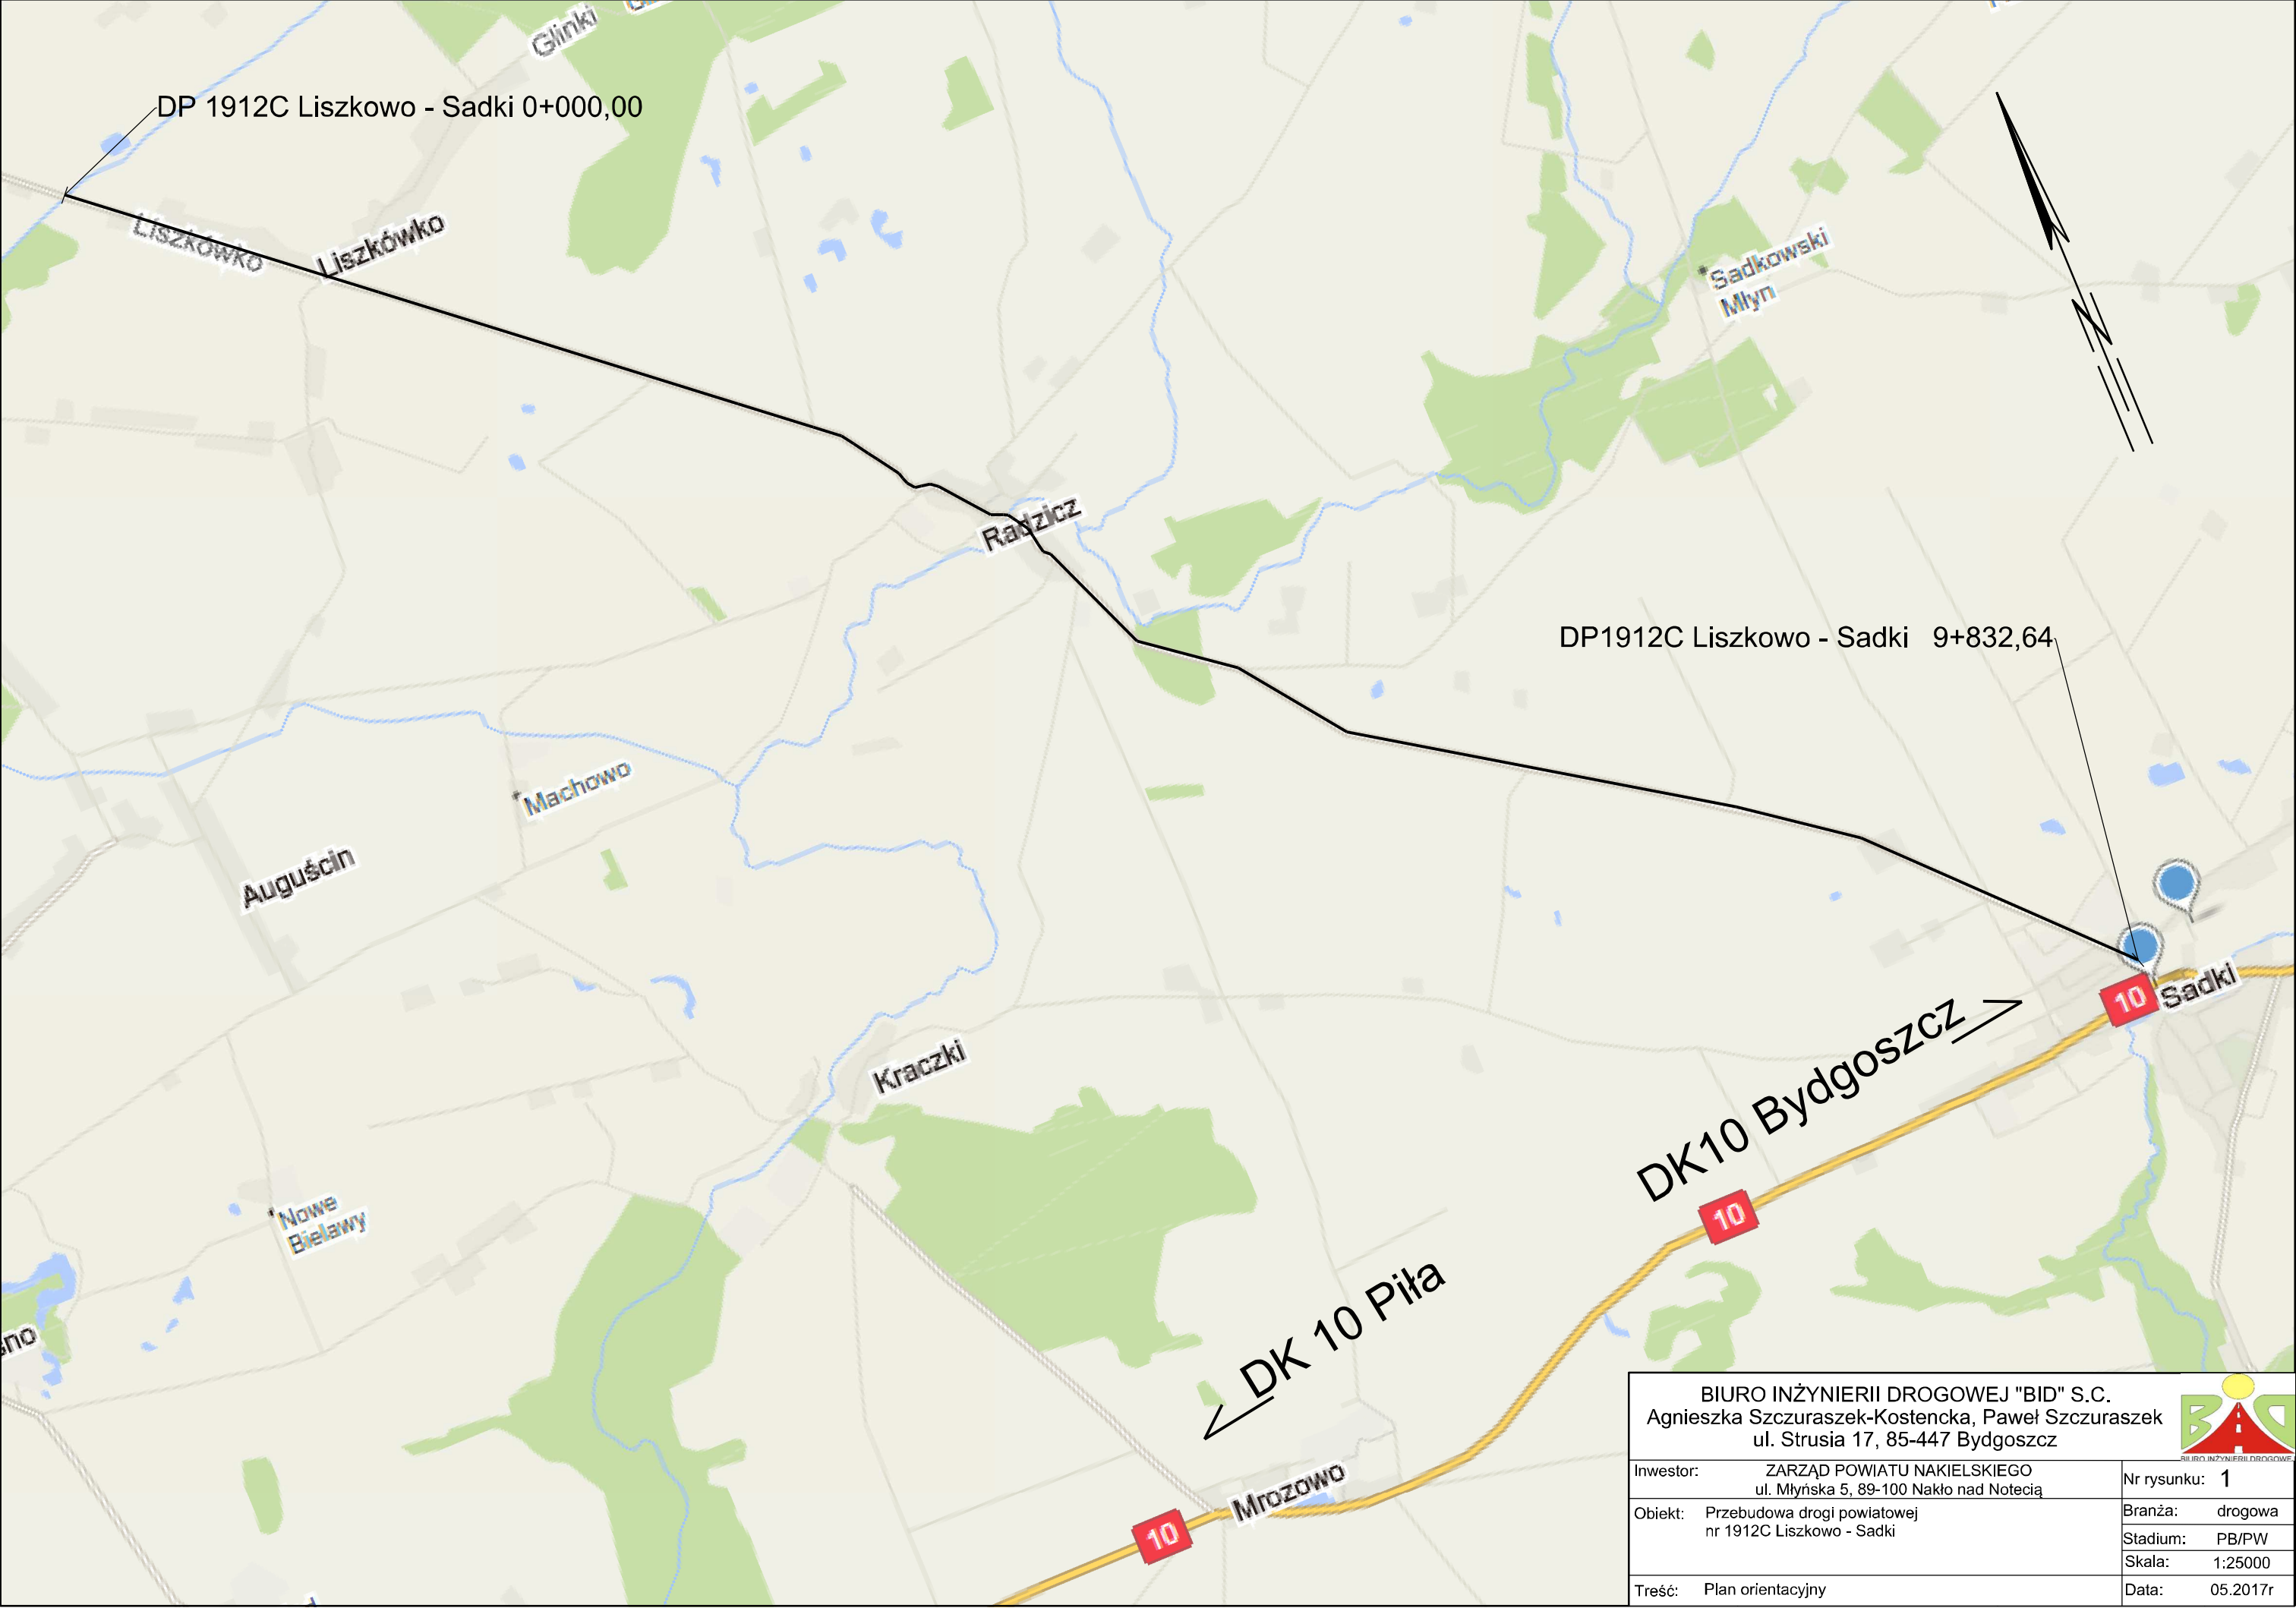 Glinki
DP 1912C Liszkowo - Sadki 0+000,00
Liszkówko
Liszkówko
Sadkowski
Młyn
N
Radzicz
DP1912C Liszkowo - Sadki 9+832,64
Machowo
Auguścin
10
Sadki
DK10 Bydgoszcz
Kraczki
Nowe
Bielawy
10
DK 10 Piła
Mrozowo
10
BIURO INŻYNIERII DROGOWEJ "BID" S.C.
Agnieszka Szczuraszek-Kostencka, Paweł Szczuraszek
ul. Strusia 17, 85-447 Bydgoszcz
BID
BIURO INŻYNIERII DROGOWE
Inwestor: ZARZĄD POWIATU NAKIELSKIEGO
ul. Młyńska 5, 89-100 Nakło nad Notecią
Nr rysunku: 1
Obiekt: Przebudowa drogi powiatowej
nr 1912C Liszkowo - Sadki
Branża: drogowa
Stadium: PB/PW
Skala: 1:25000
Treść: Plan orientacyjny
Data: 05.2017r